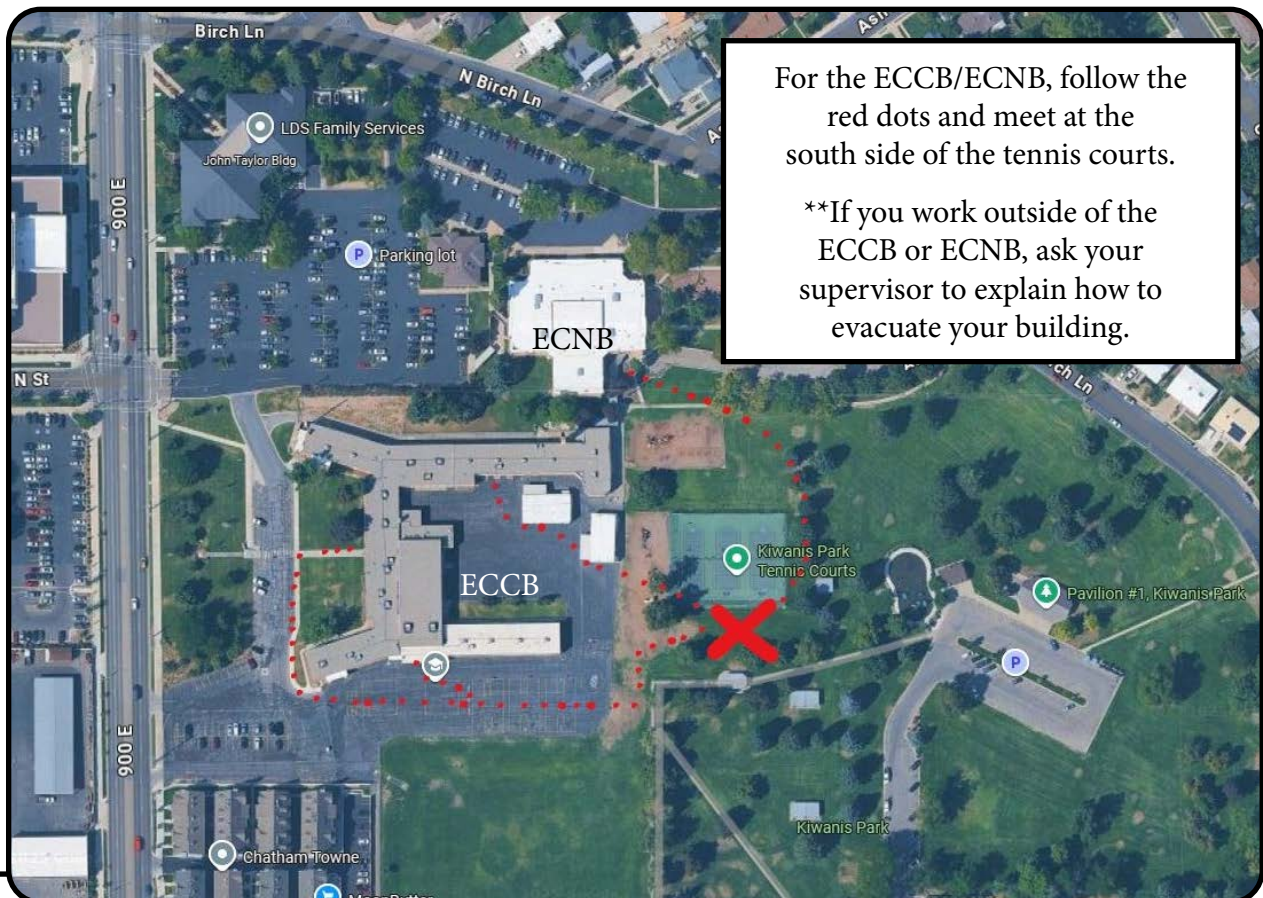 Birch Ln
N Birch Ln
For the ECCB/ECNB, follow the
red dots and meet at the
south side of the tennis courts.
**If you work outside of the
ECCB or ECNB, ask your
supervisor to explain how to
evacuate your building.
LDS Family Services
John Taylor Bldg
900 E
P
Parking lot
ECNB
N St
Kiwanis Park
Tennis Courts
ECCB
Pavilion #1, Kiwanis Park
P
900 E
Kiwanis Park
Chatham Towne